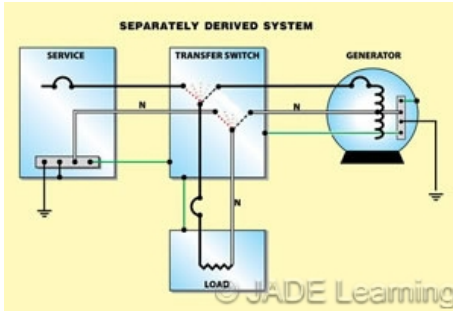 SEPARATELY DERIVED SYSTEM
SERVICE
TRANSFER SWITCH
GENERATOR
N
N
N
LOAD
© JADE Learning